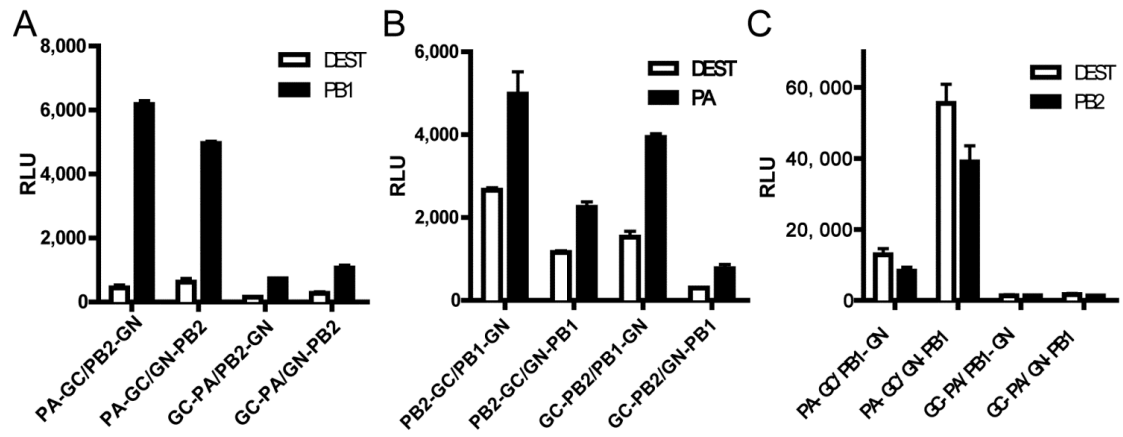 A
8,000
6,000
4,000
2,000
0
RLU
DEST
PB1
PA-GC/PB2-GN
PA-GC/GN-PB2
GC-PA/PB2-GN
GC-PA/GN-PB2
B
6,000
4,000
2,000
0
RLU
DEST
PA
PB2-GC/PB1-GN
PB2-GC/GN-PB1
GC-PB2/PB1-GN
GC-PB2/GN-PB1
C
60, 000
40, 000
20, 000
0
RLU
DEST
PB2
PA- GC/ PB1- GN
PA- GC/ GN- PB1
GC- PA/ PB1- GN
GC- PA/ GN- PB1